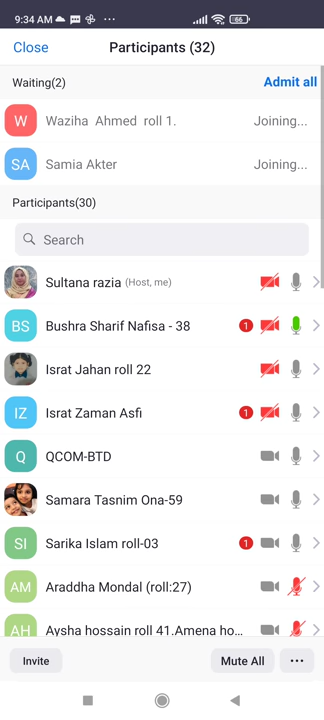 9:34 AM
66
Close Participants (32)
Waiting(2) Admit all
W Waziha Ahmed roll 1. Joining...
SA Samia Akter Joining...
Participants(30)
Search
Sultana razia (Host, me)
BS Bushra Sharif Nafisa - 38 1
Israt Jahan roll 22
IZ Israt Zaman Asfi 1
Q QCOM-BTD
Samara Tasnim Ona-59
SI Sarika Islam roll-03 1
AM Araddha Mondal (roll:27)
AH Aysha hossain roll 41.Amena ho...
Invite Mute All ...